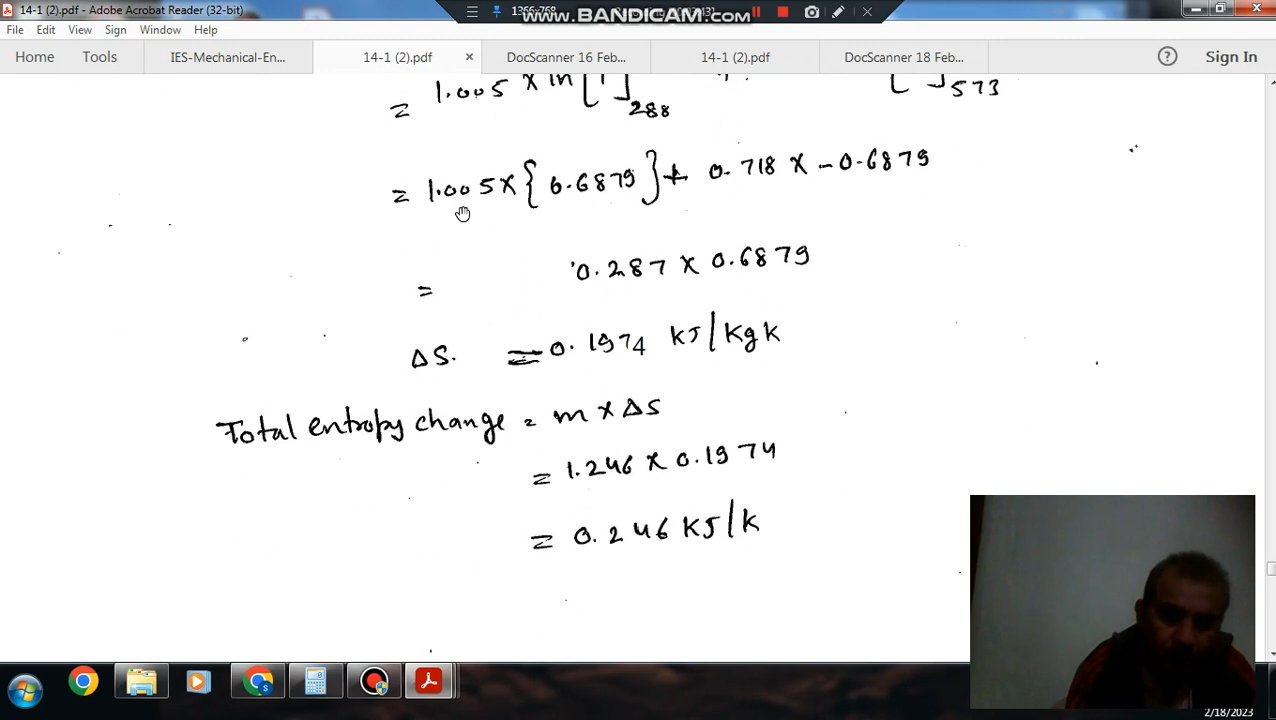 14-1 (2).pdf - Adobe Acrobat Reader (32-bit)
1366x768
www.BANDICAM.com
File Edit View Sign Window Help
Home Tools IES-Mechanical-En... 14-1 (2).pdf × DocScanner 16 Feb... 14-1 (2).pdf DocScanner 18 Feb... Sign In
= 1.005 × ln [T]288 [ ]573
= 1.005 × {0.6879} + 0.718 × -0.6879
= 0.287 × 0.6879
ΔS. = 0.1974 KJ/KgK
Total entropy change = m × ΔS
= 1.246 × 0.1974
= 0.246 KJ/K
2/18/2023